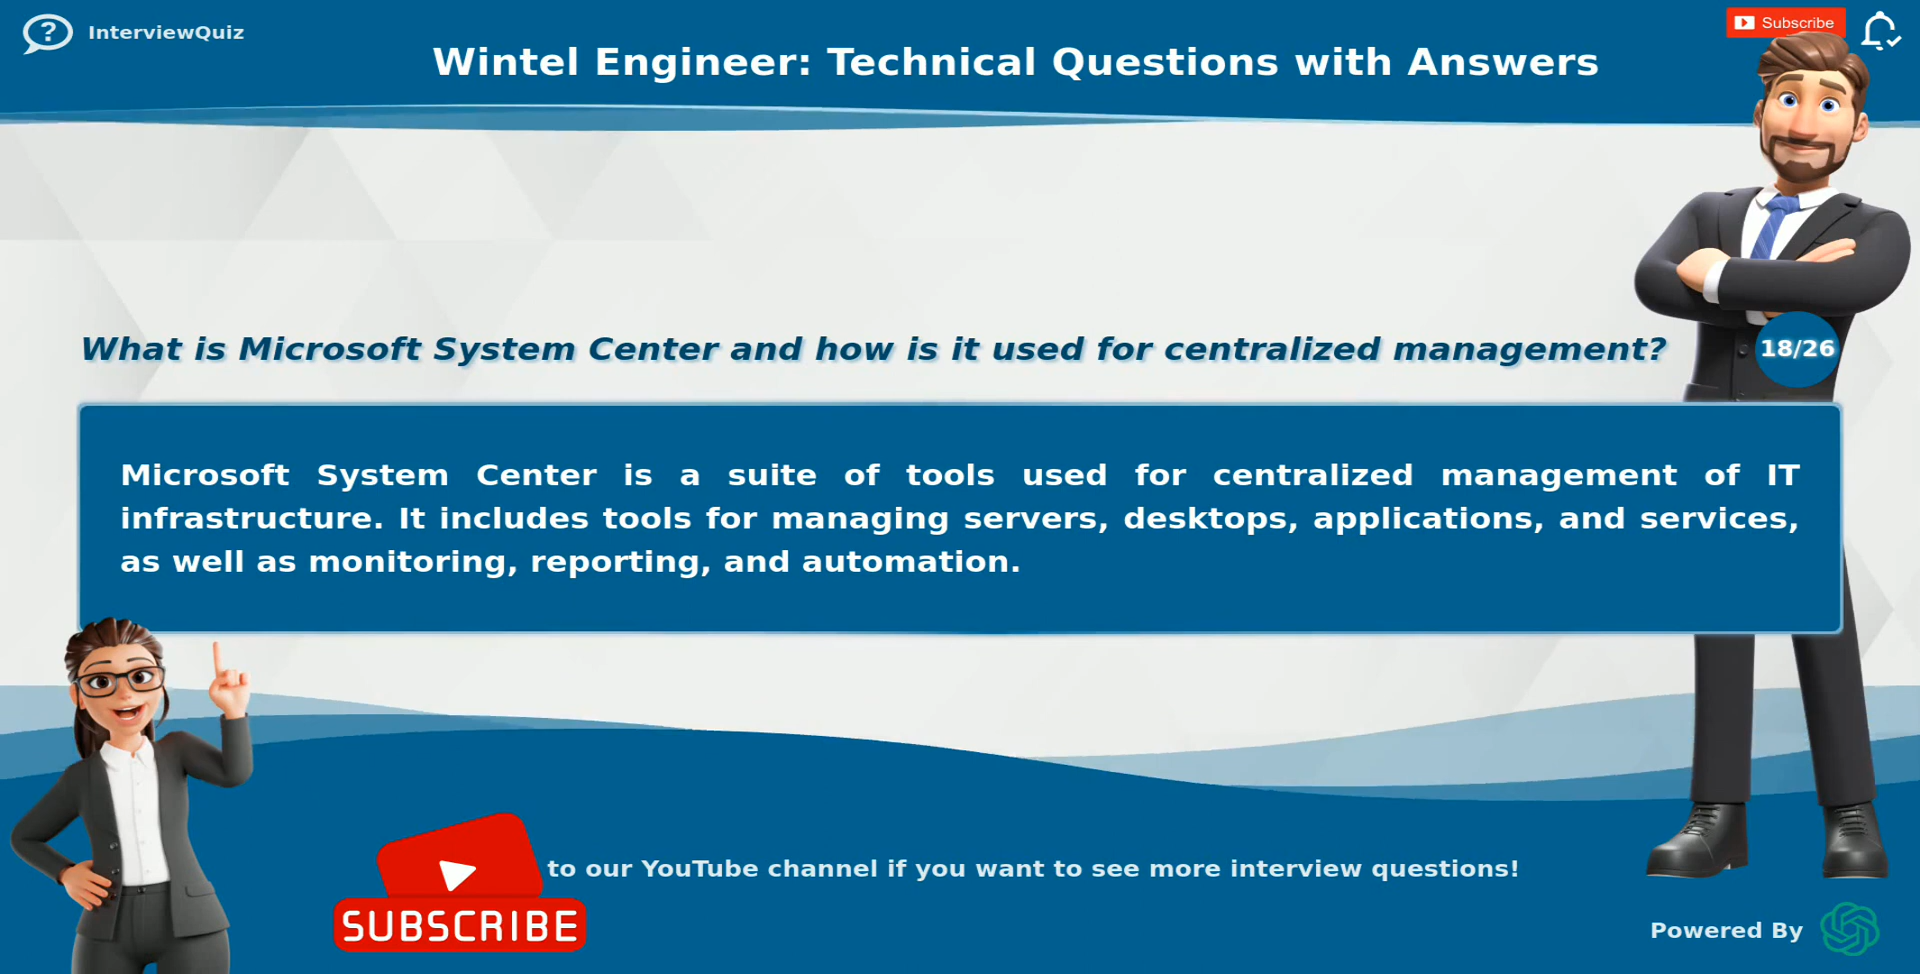 InterviewQuiz
Subscribe
Wintel Engineer: Technical Questions with Answers
What is Microsoft System Center and how is it used for centralized management?
18/26
Microsoft System Center is a suite of tools used for centralized management of IT
infrastructure. It includes tools for managing servers, desktops, applications, and services,
as well as monitoring, reporting, and automation.
to our YouTube channel if you want to see more interview questions!
SUBSCRIBE
Powered By